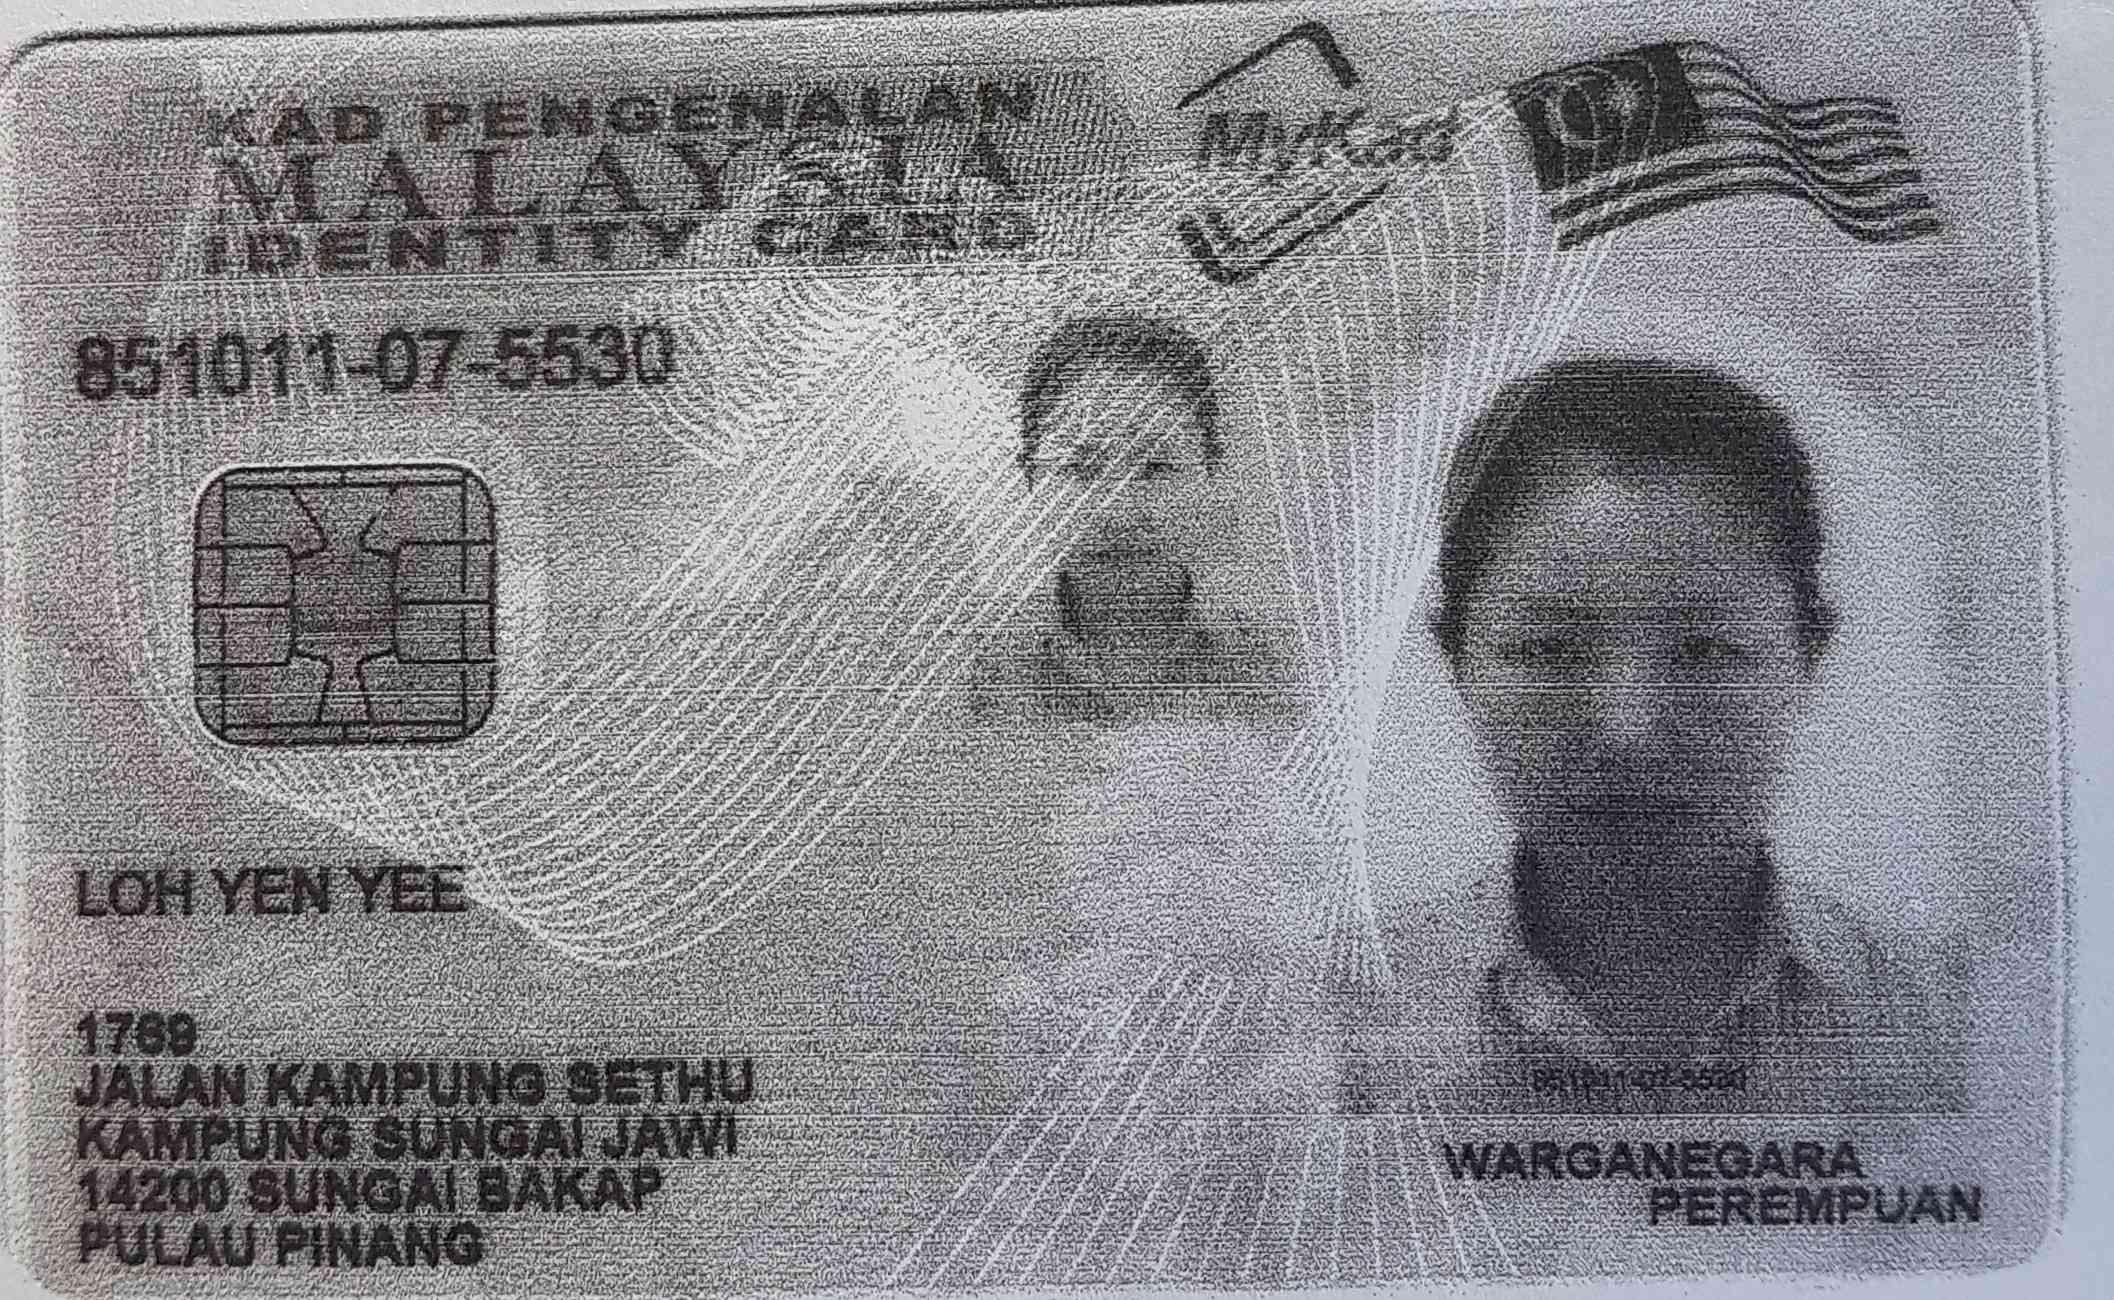 KAD PENGENALAN
MALAYSIA
IDENTITY CARD
MyKad
851011-07-5530
LOH YEN YEE
1769
JALAN KAMPUNG SETHU
KAMPUNG SUNGAI JAWI
14200 SUNGAI BAKAP
PULAU PINANG
851011-07-5530
WARGANEGARA
PEREMPUAN